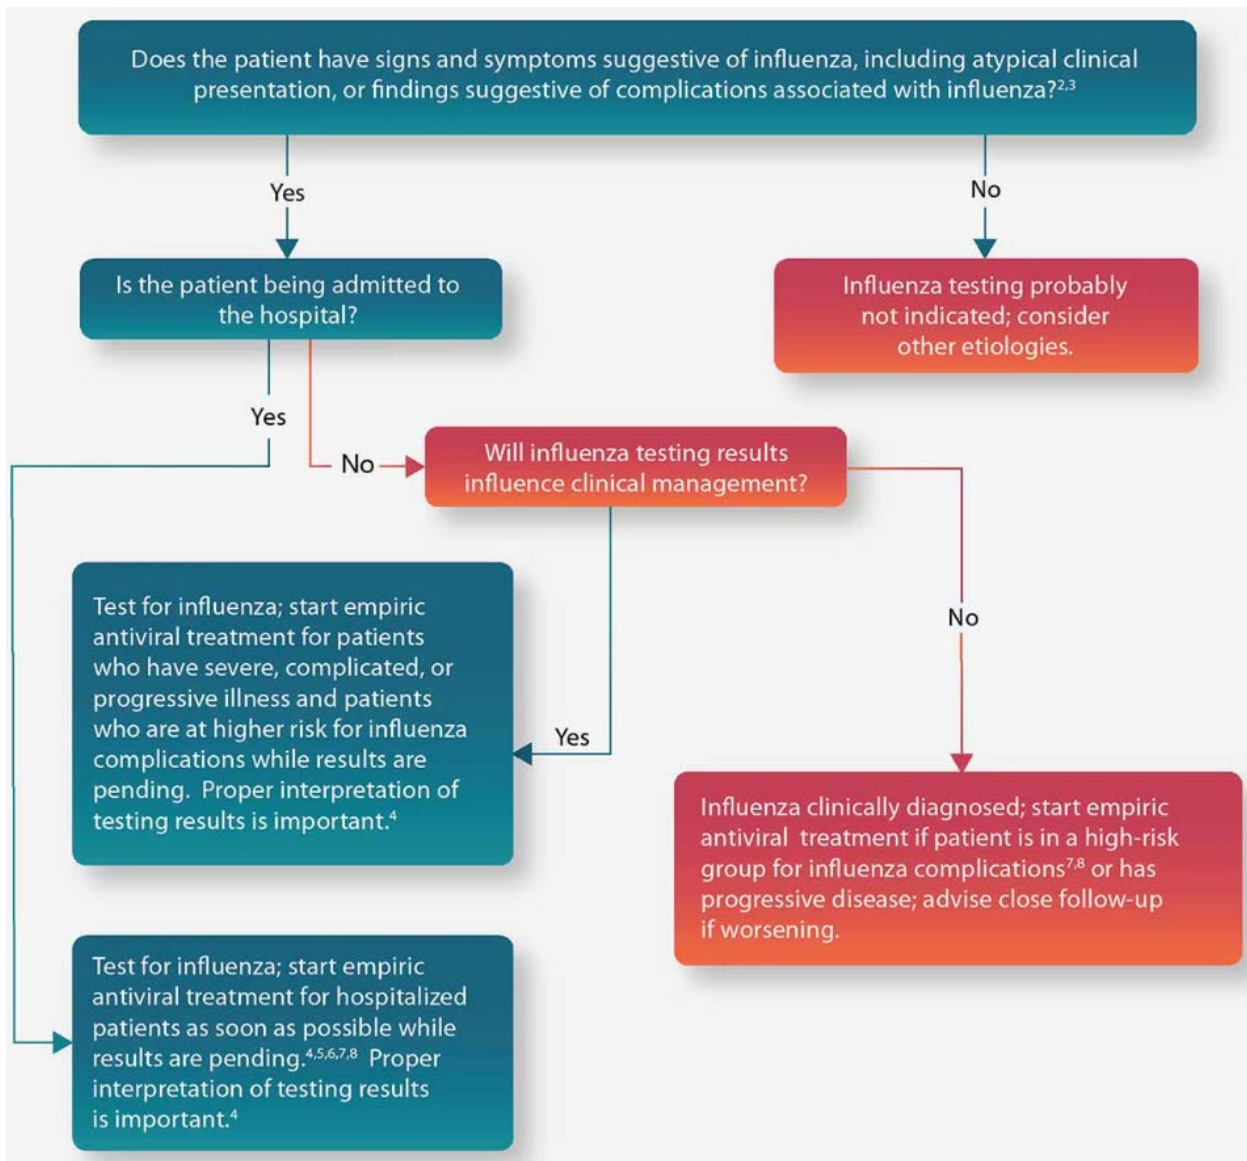 Does the patient have signs and symptoms suggestive of influenza, including atypical clinical
presentation, or findings suggestive of complications associated with influenza?2,3
Yes
No
Is the patient being admitted to
the hospital?
Influenza testing probably
not indicated; consider
other etiologies.
Yes
No
Will influenza testing results
influence clinical management?
Test for influenza; start empiric
antiviral treatment for patients
who have severe, complicated, or
progressive illness and patients
who are at higher risk for influenza
complications while results are
pending. Proper interpretation of
testing results is important.4
Yes
No
Influenza clinically diagnosed; start empiric
antiviral treatment if patient is in a high-risk
group for influenza complications7,8 or has
progressive disease; advise close follow-up
if worsening.
Test for influenza; start empiric
antiviral treatment for hospitalized
patients as soon as possible while
results are pending.4,5,6,7,8 Proper
interpretation of testing results
is important.4